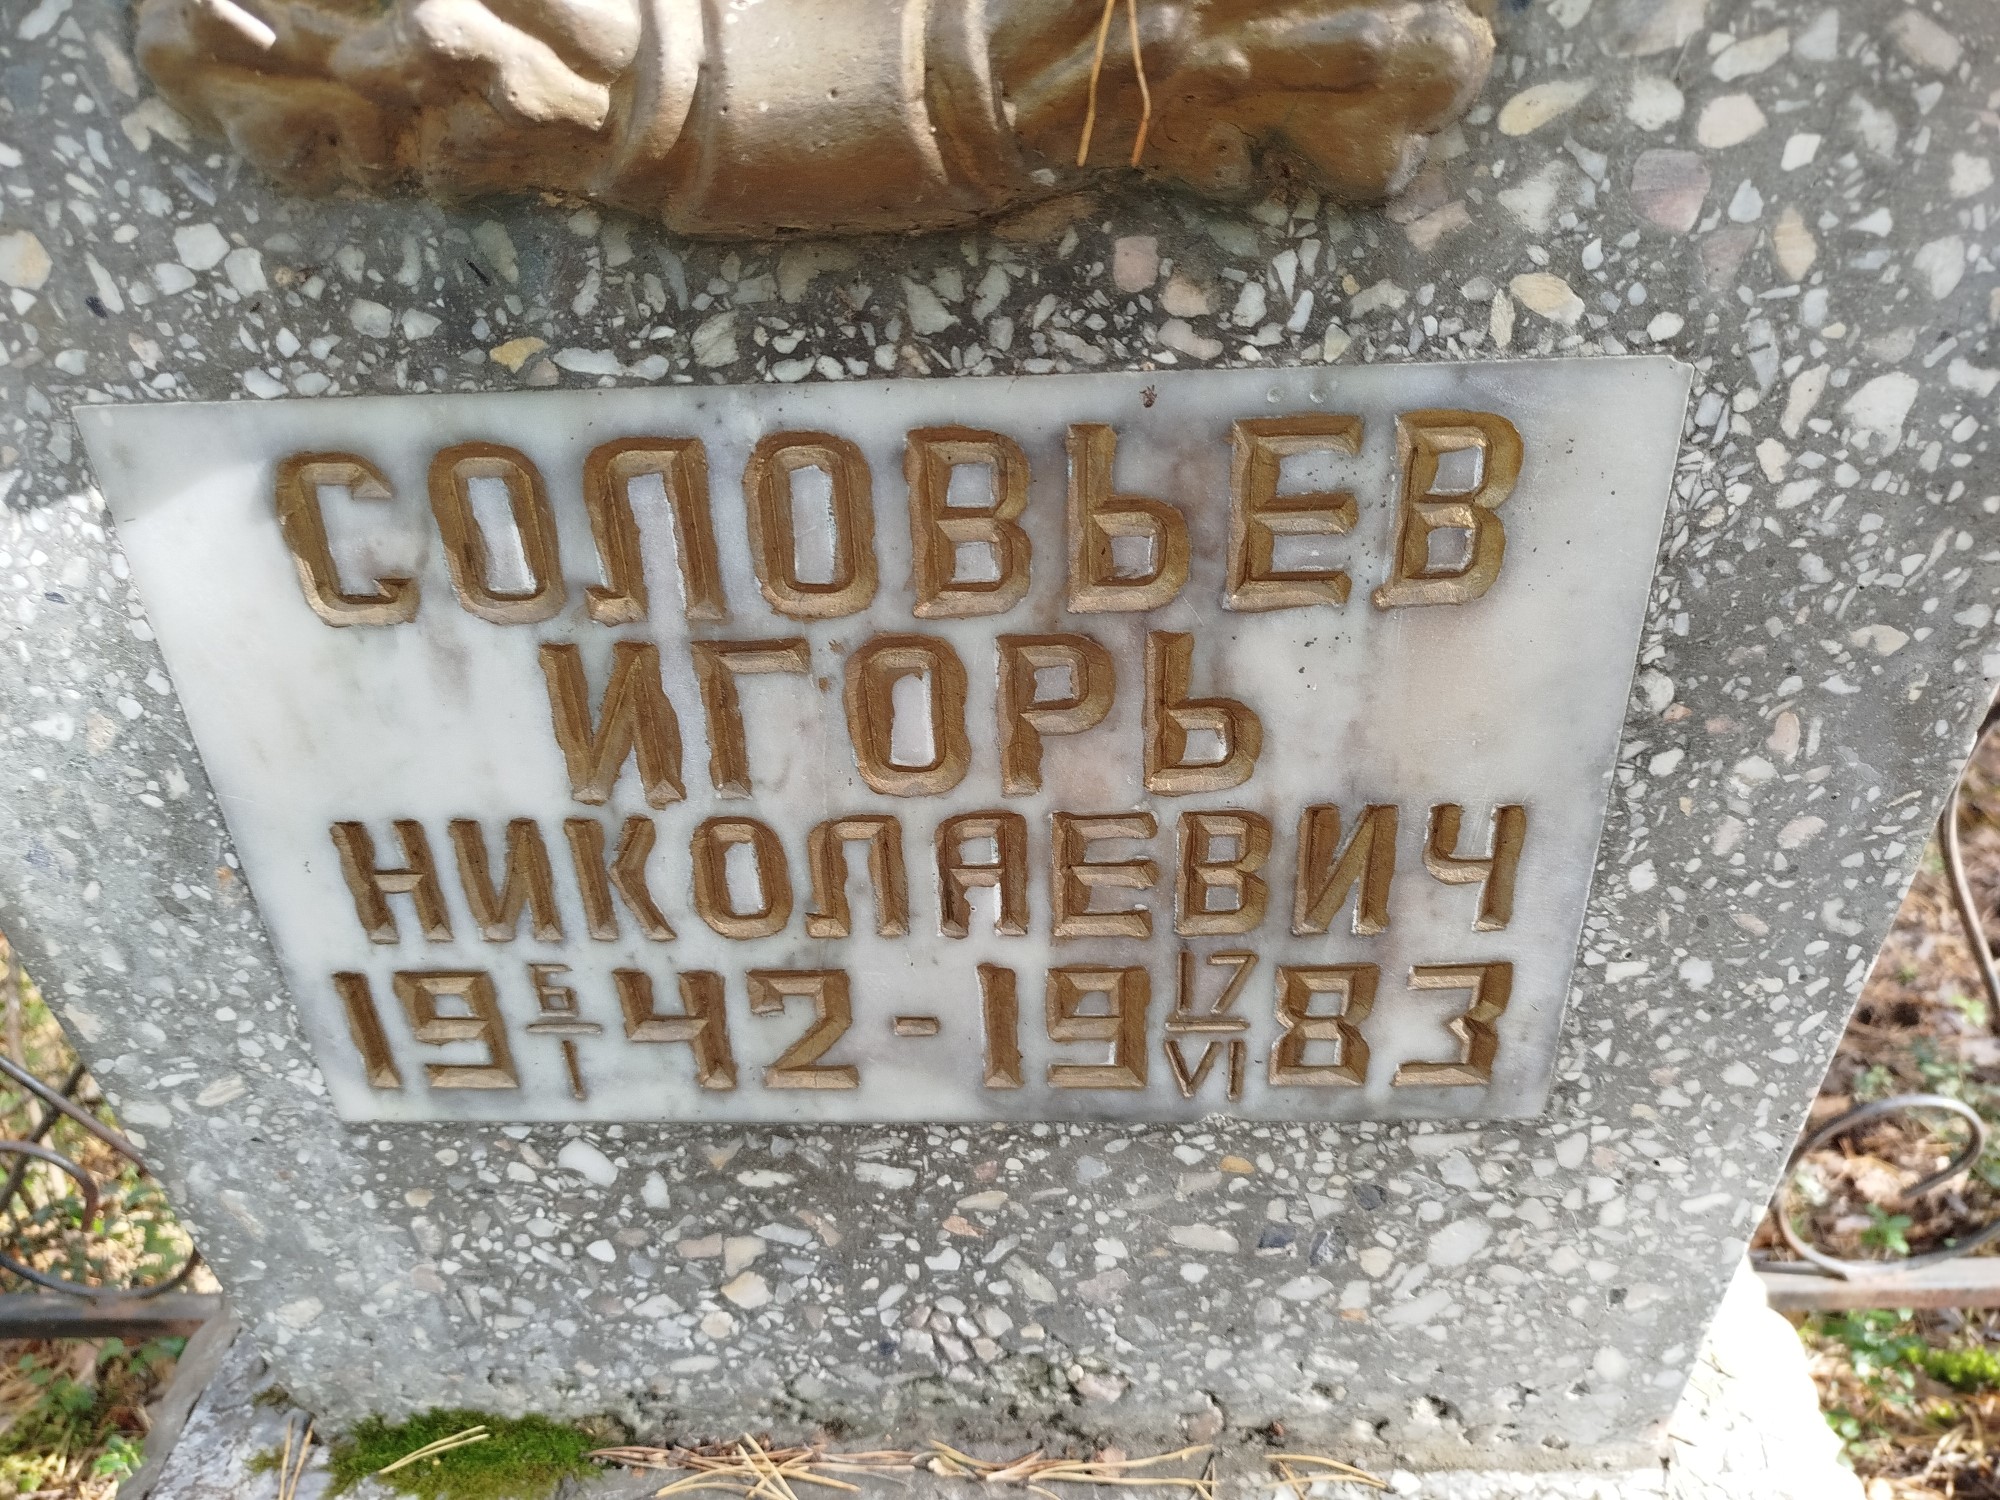 СОЛОВЬЕВ
ИГОРЬ
НИКОЛАЕВИЧ
19 6/I 42 - 19 17/VI 83